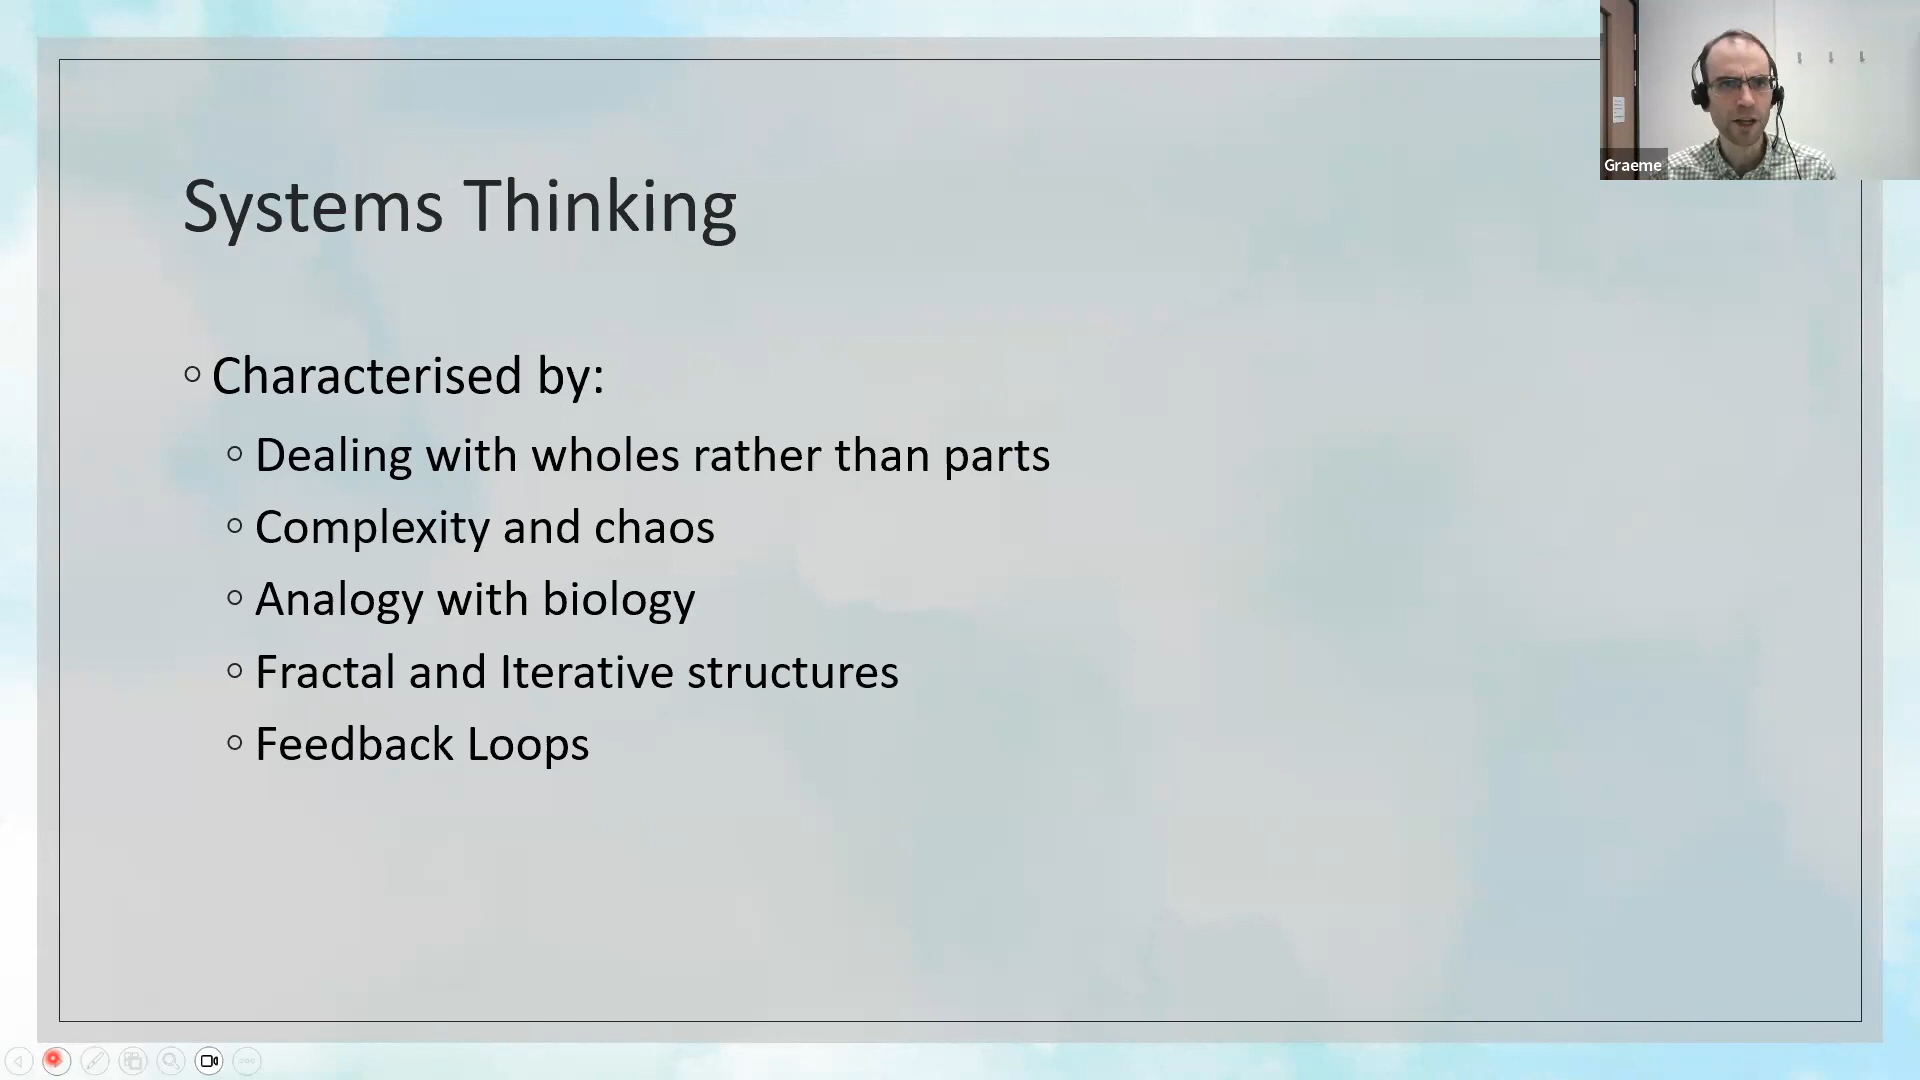 Graeme
Systems Thinking
Characterised by:
Dealing with wholes rather than parts
Complexity and chaos
Analogy with biology
Fractal and Iterative structures
Feedback Loops